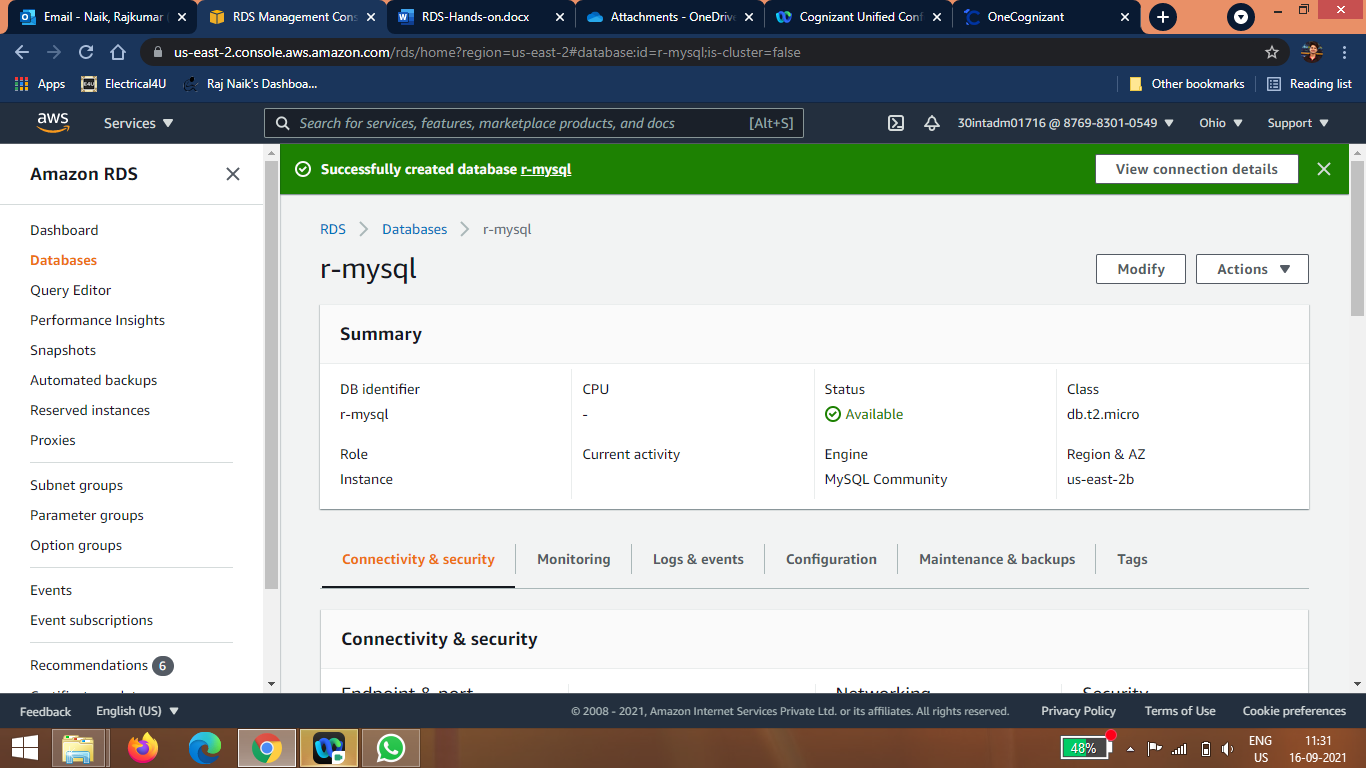 Email - Naik, Rajkumar
RDS Management Cons
RDS-Hands-on.docx
Attachments - OneDrive
Cognizant Unified Conf
OneCognizant
us-east-2.console.aws.amazon.com/rds/home?region=us-east-2#database:id=r-mysql;is-cluster=false
Apps
Electrical4U
Raj Naik's Dashboa...
Other bookmarks
Reading list
aws
Services
Search for services, features, marketplace products, and docs
[Alt+S]
30intadm01716 @ 8769-8301-0549
Ohio
Support
Amazon RDS
Dashboard
Databases
Query Editor
Performance Insights
Snapshots
Automated backups
Reserved instances
Proxies
Subnet groups
Parameter groups
Option groups
Events
Event subscriptions
Recommendations 6
Successfully created database r-mysql
View connection details
RDS
Databases
r-mysql
r-mysql
Modify
Actions
Summary
DB identifier
r-mysql
CPU
-
Status
Available
Class
db.t2.micro
Role
Instance
Current activity
Engine
MySQL Community
Region & AZ
us-east-2b
Connectivity & security
Monitoring
Logs & events
Configuration
Maintenance & backups
Tags
Connectivity & security
Endpoint & port
Networking
Security
Feedback
English (US)
© 2008 - 2021, Amazon Internet Services Private Ltd. or its affiliates. All rights reserved.
Privacy Policy
Terms of Use
Cookie preferences
48%
ENG
US
11:31
16-09-2021